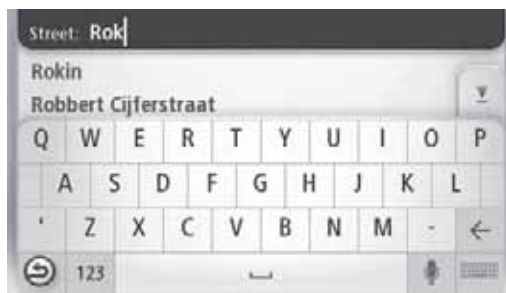 Street: Rok
Rokin
Robbert Cijferstraat
Q W E R T Y U I O P
A S D F G H J K L
' Z X C V B N M -
123